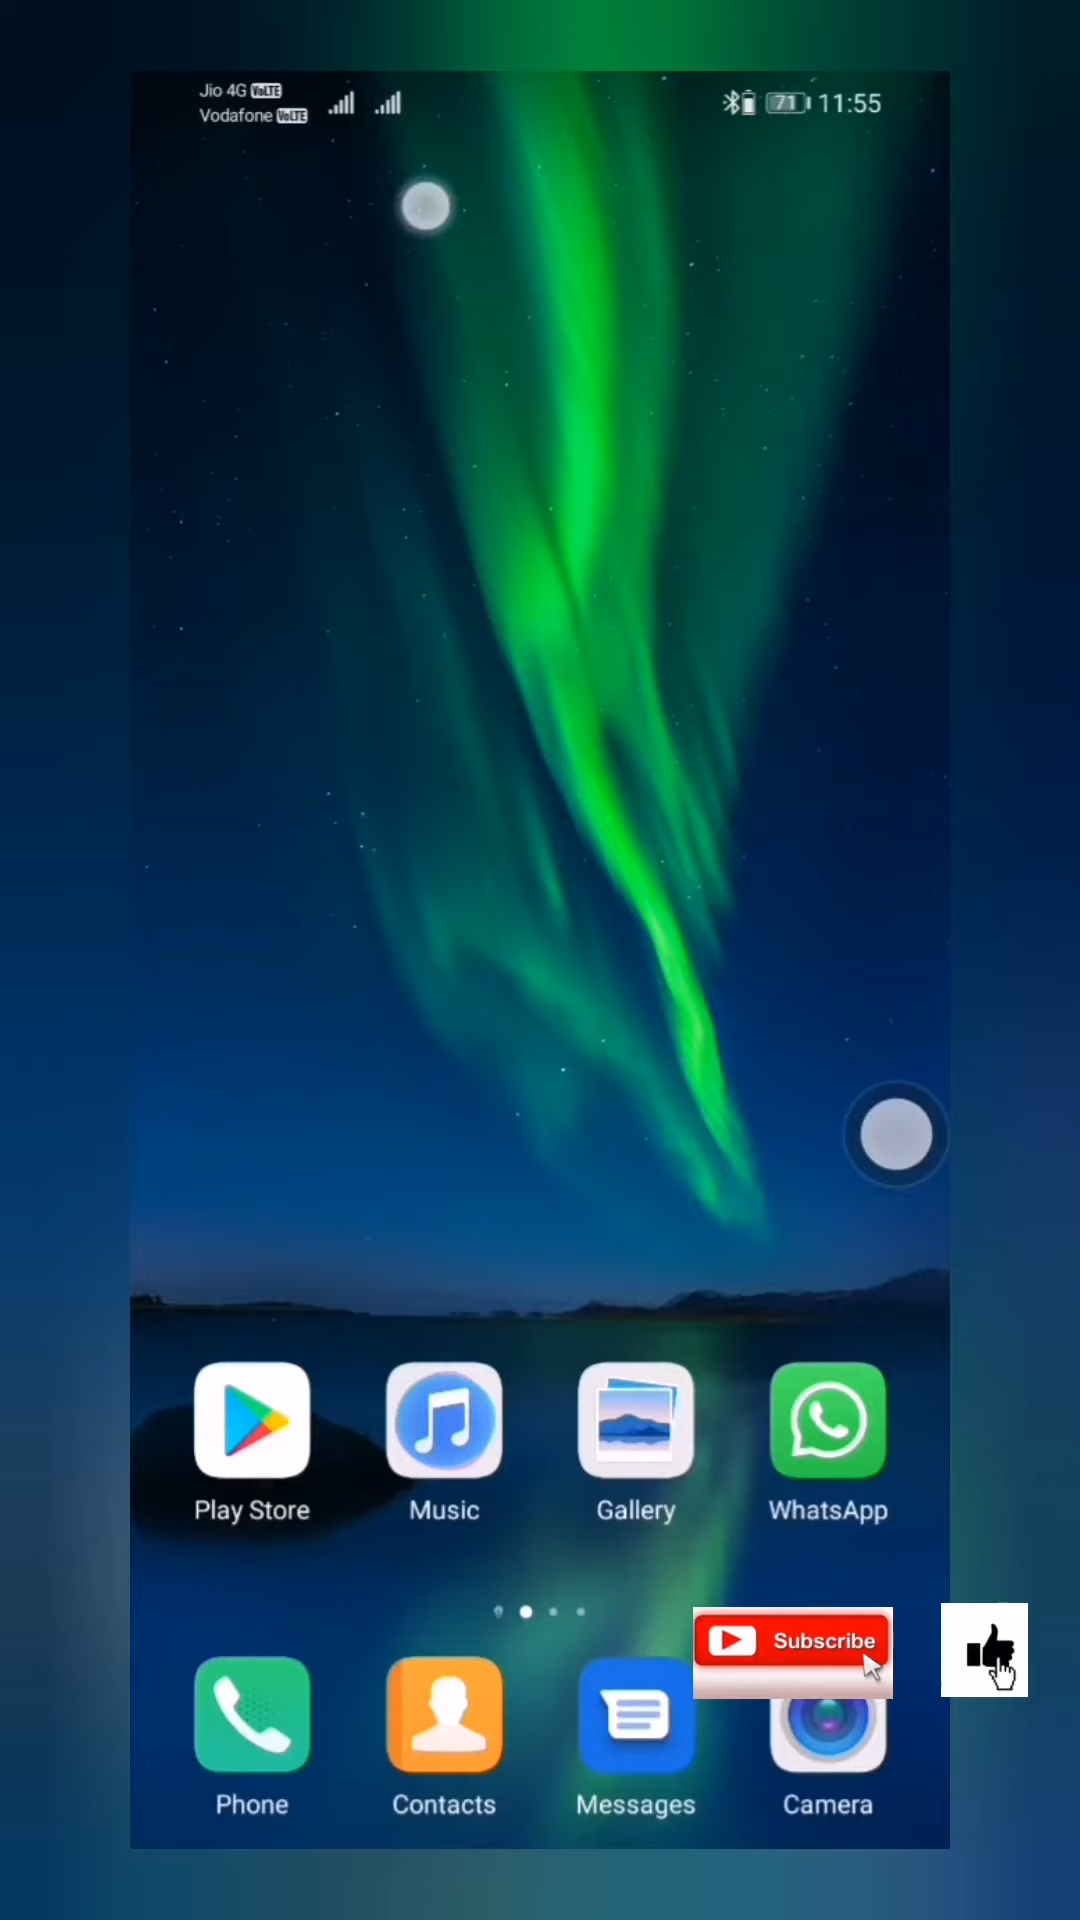 Jio 4G VoLTE
Vodafone VoLTE
71 11:55
Play Store Music Gallery WhatsApp
Subscribe
Phone Contacts Messages Camera